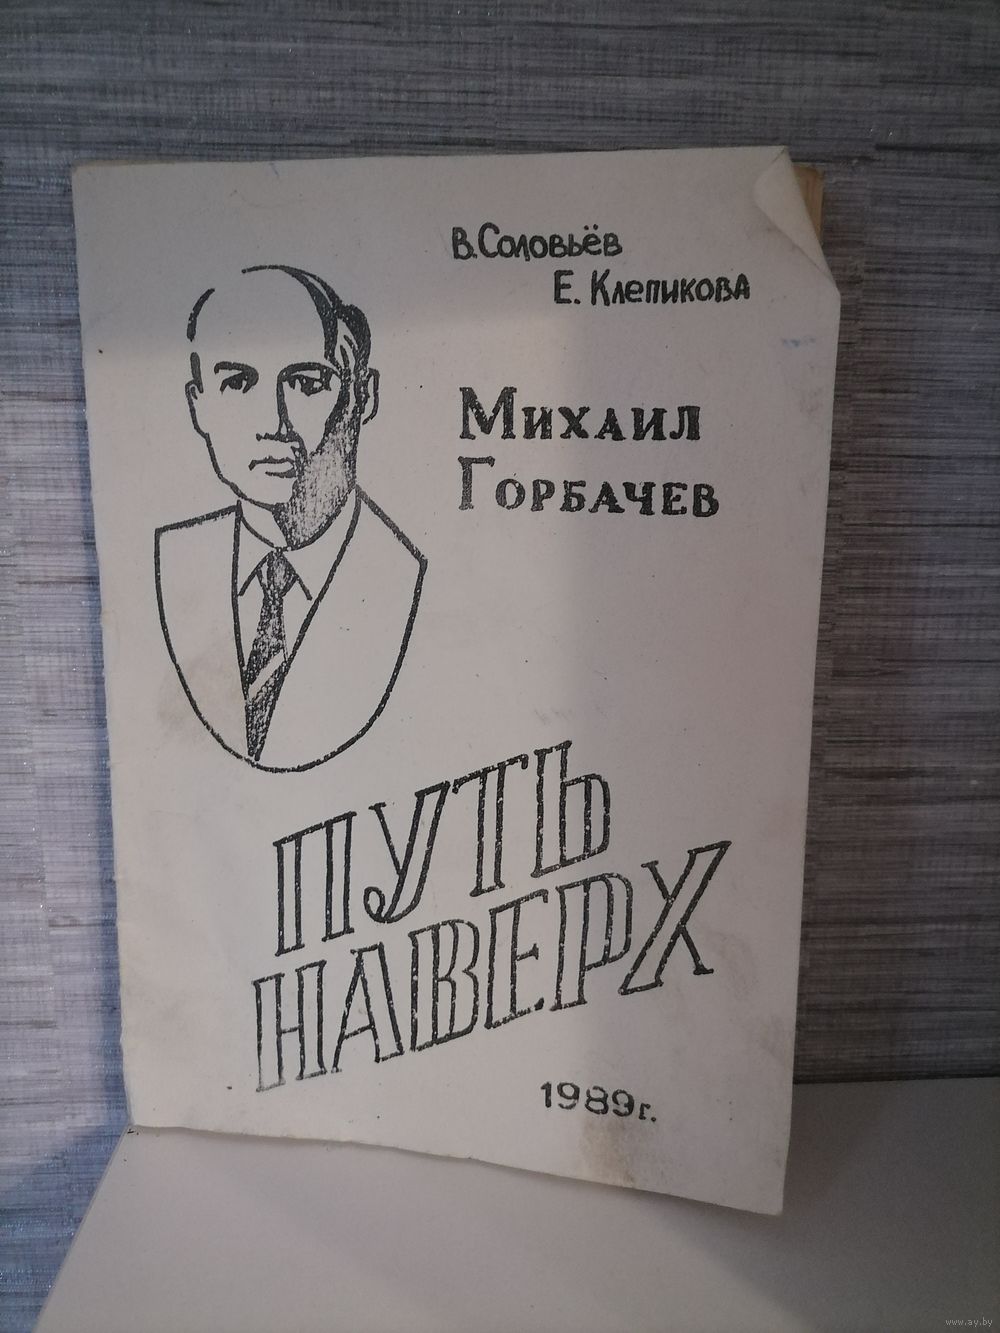 В. Соловьёв
Е. Клепикова
Михаил
Горбачев
ПУТЬ
НАВЕРХ
1989г.
www.ay.by